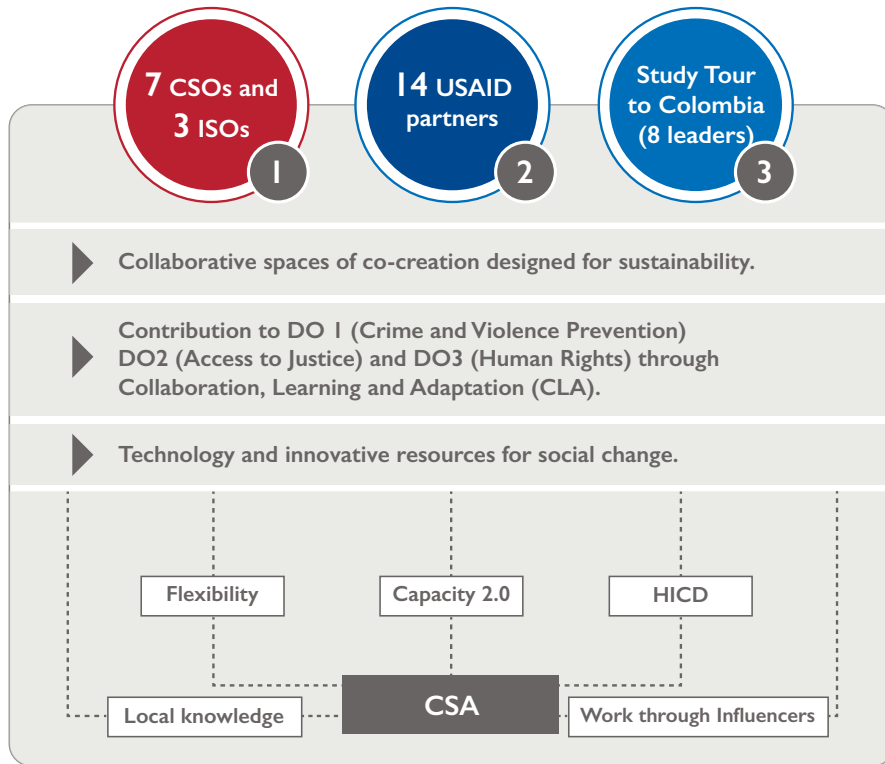 7 CSOs and
3 ISOs
1
14 USAID
partners
2
Study Tour
to Colombia
(8 leaders)
3
Collaborative spaces of co-creation designed for sustainability.
Contribution to DO 1 (Crime and Violence Prevention)
DO2 (Access to Justice) and DO3 (Human Rights) through
Collaboration, Learning and Adaptation (CLA).
Technology and innovative resources for social change.
Flexibility
Capacity 2.0
HICD
Local knowledge
CSA
Work through Influencers